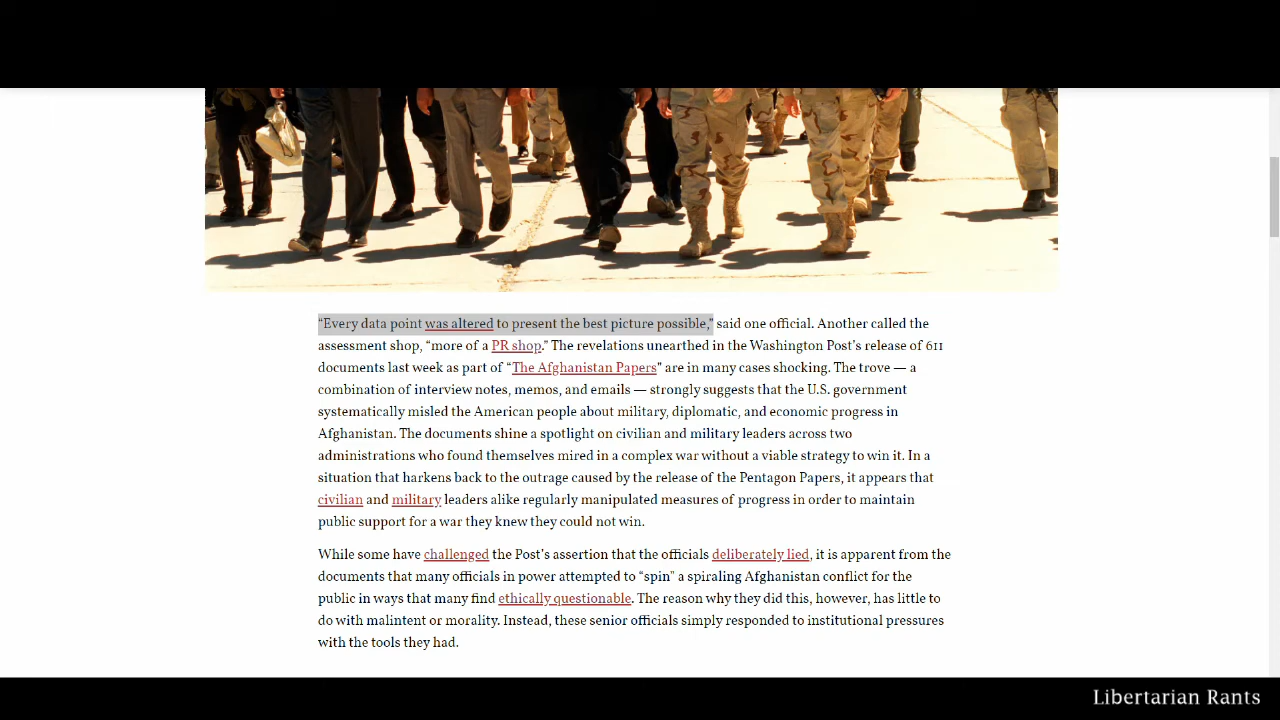 “Every data point was altered to present the best picture possible,” said one official. Another called the
assessment shop, “more of a PR shop.” The revelations unearthed in the Washington Post’s release of 611
documents last week as part of “The Afghanistan Papers” are in many cases shocking. The trove — a
combination of interview notes, memos, and emails — strongly suggests that the U.S. government
systematically misled the American people about military, diplomatic, and economic progress in
Afghanistan. The documents shine a spotlight on civilian and military leaders across two
administrations who found themselves mired in a complex war without a viable strategy to win it. In a
situation that harkens back to the outrage caused by the release of the Pentagon Papers, it appears that
civilian and military leaders alike regularly manipulated measures of progress in order to maintain
public support for a war they knew they could not win.
While some have challenged the Post’s assertion that the officials deliberately lied, it is apparent from the
documents that many officials in power attempted to “spin” a spiraling Afghanistan conflict for the
public in ways that many find ethically questionable. The reason why they did this, however, has little to
do with malintent or morality. Instead, these senior officials simply responded to institutional pressures
with the tools they had.
Libertarian Rants